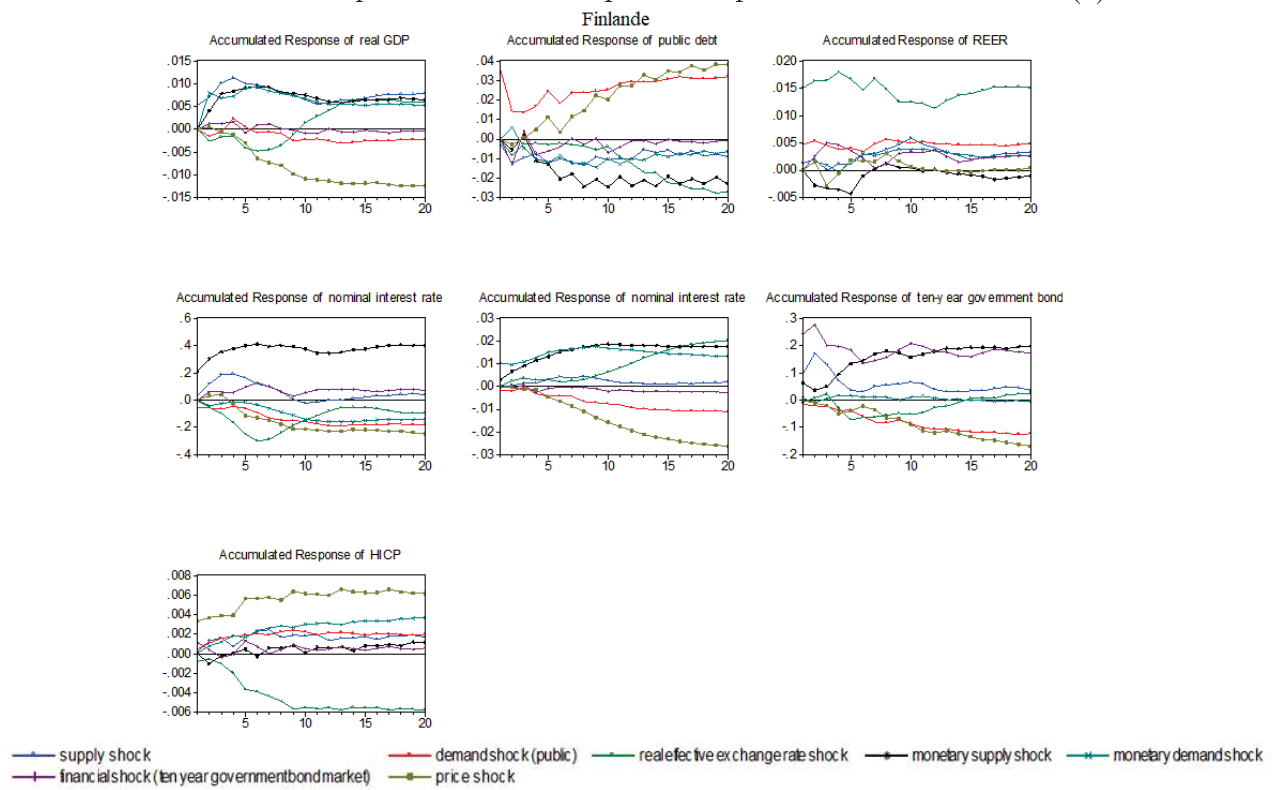 Finlande
Accumulated Response of real GDP
Accumulated Response of public debt
Accumulated Response of REER
.015
.010
.005
.000
-.005
-.010
-.015
5 10 15 20
.04
.03
.02
.01
.00
-.01
-.02
-.03
5 10 15 20
.020
.015
.010
.005
.000
-.005
5 10 15 20
Accumulated Response of nominal interest rate
Accumulated Response of nominal interest rate
Accumulated Response of ten-year government bond
.6
.4
.2
.0
-.2
-.4
5 10 15 20
.03
.02
.01
.00
-.01
-.02
-.03
5 10 15 20
.3
.2
.1
.0
-.1
-.2
5 10 15 20
Accumulated Response of HICP
.008
.006
.004
.002
.000
-.002
-.004
-.006
5 10 15 20
supply shock
demand shock (public)
real effective exchange rate shock
monetary supply shock
monetary demand shock
financial shock (ten year government bond market)
price shock